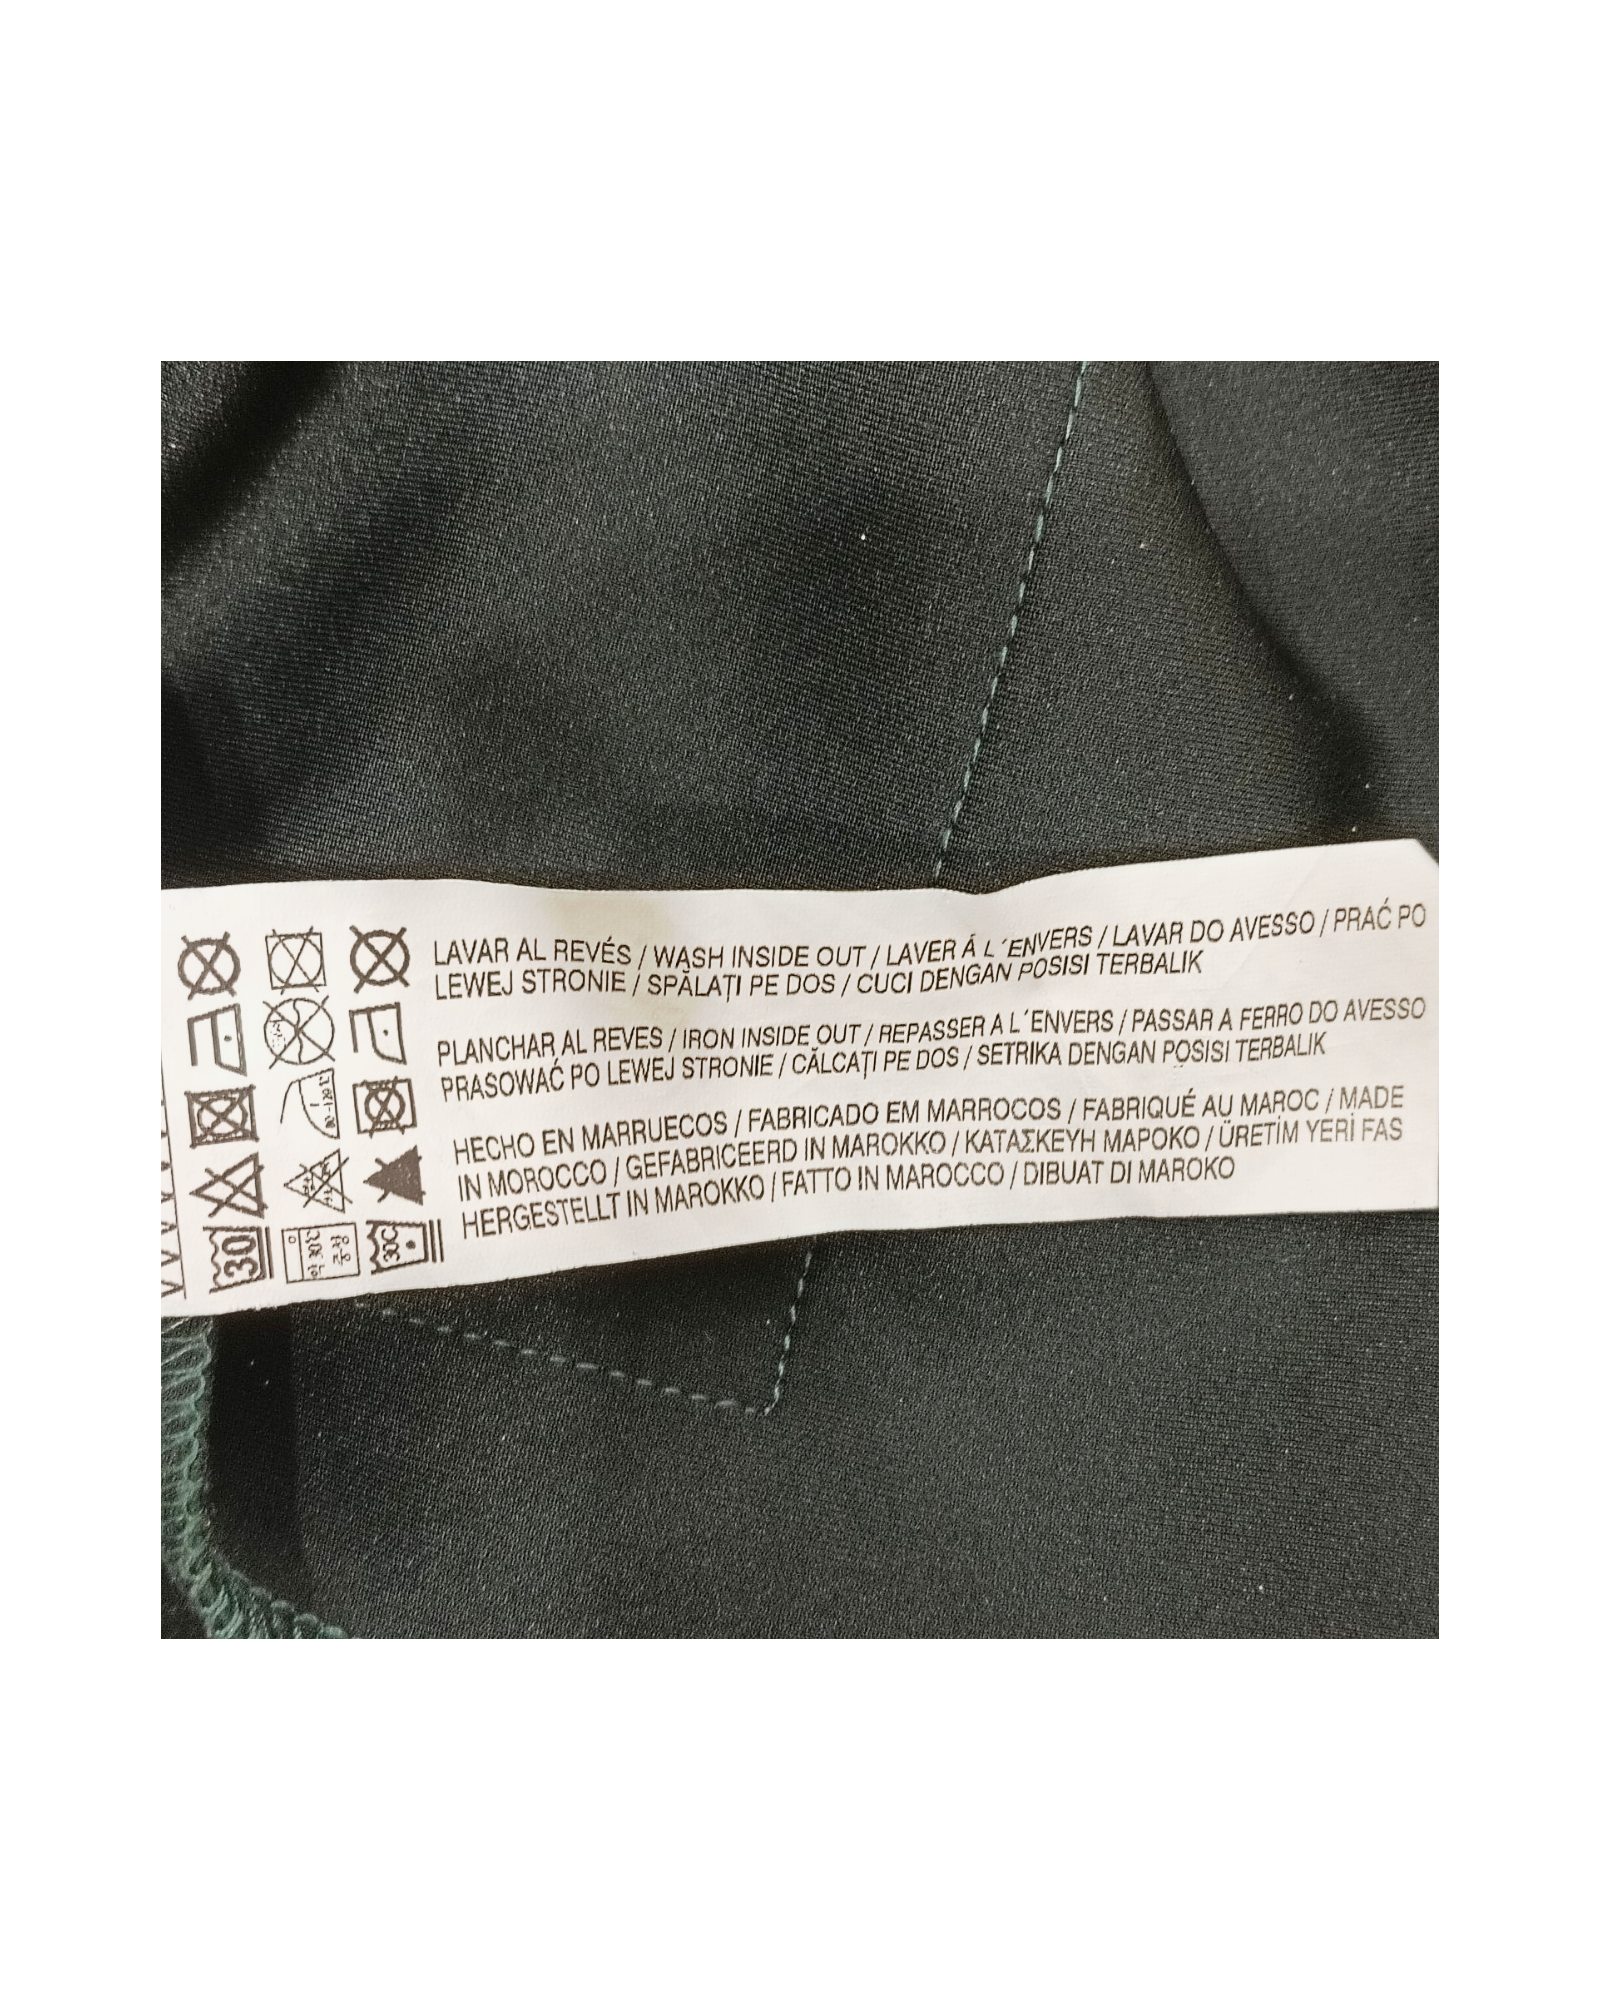 LAVAR AL REVÉS / WASH INSIDE OUT / LAVER Á L´ENVERS / LAVAR DO AVESSO / PRAĆ PO
LEWEJ STRONIE / SPĂLAȚI PE DOS / CUCI DENGAN POSISI TERBALIK
PLANCHAR AL REVES / IRON INSIDE OUT / REPASSER A L´ENVERS / PASSAR A FERRO DO AVESSO
PRASOWAĆ PO LEWEJ STRONIE / CĂLCAȚI PE DOS / SETRIKA DENGAN POSISI TERBALIK
HECHO EN MARRUECOS / FABRICADO EM MARROCOS / FABRIQUÉ AU MAROC / MADE
IN MOROCCO / GEFABRICEERD IN MAROKKO / ΚΑΤΑΣΚΕΥΗ ΜΑΡΟΚΟ / ÜRETİM YERİ FAS
HERGESTELLT IN MAROKKO / FATTO IN MAROCCO / DIBUAT DI MAROKO
30
30C